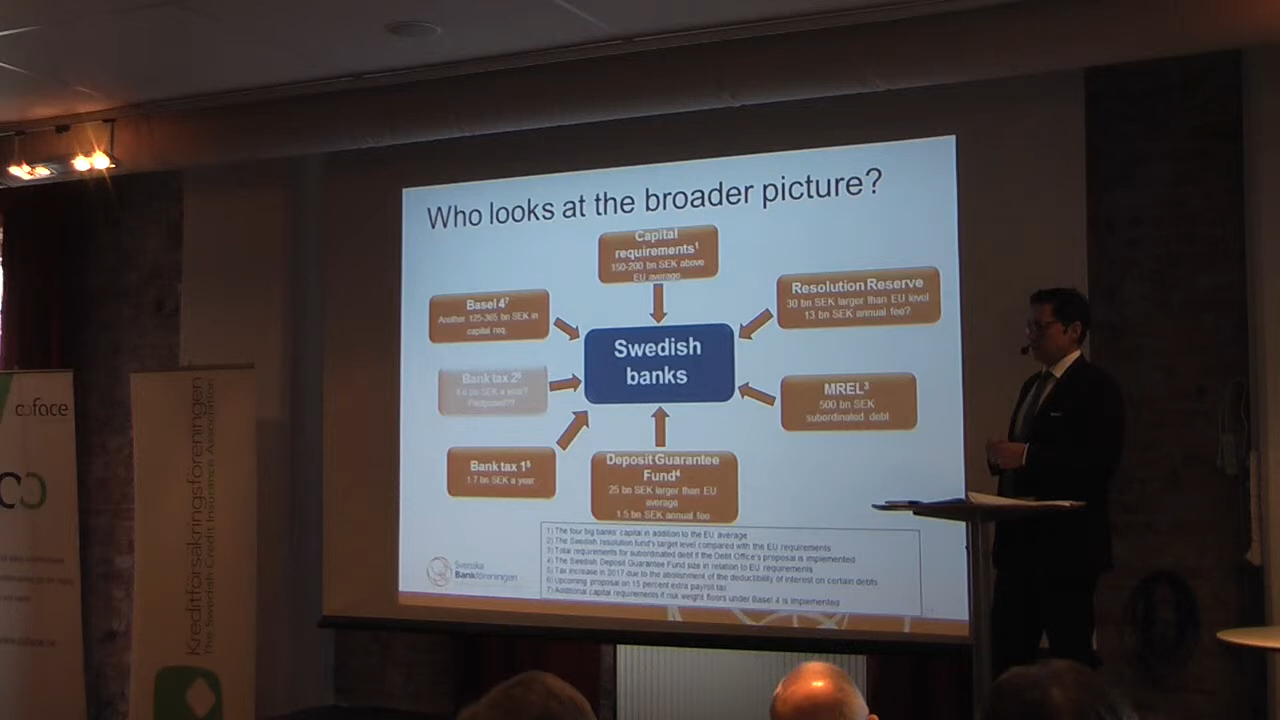 Who looks at the broader picture?
Capital
requirements¹
150-200 bn SEK above
EU average
Basel 4⁷
Another 125-365 bn SEK in
capital req.
Resolution Reserve
30 bn SEK larger than EU level
13 bn SEK annual fee?
Swedish
banks
Bank tax 2⁶
bn SEK a year?
Postponed??
MREL³
500 bn SEK
subordinated debt
Bank tax 1⁵
1.7 bn SEK a year
Deposit Guarantee
Fund⁴
25 bn SEK larger than EU
average
1.5 bn SEK annual fee
1) The four big banks' capital in addition to the EU average
2) The Swedish resolution fund's target level compared with the EU requirements
3) Total requirements for subordinated debt if the Debt Office's proposal is implemented
4) The Swedish Deposit Guarantee Fund size in relation to EU requirements
5) Tax increase in 2017 due to the abolishment of the deductibility of interest on certain debts
6) Upcoming proposal on 15 percent extra payroll tax
7) Additional capital requirements if risk weight floors under Basel 4 is implemented
Svenska
Bankföreningen
coface
Kreditförsäkringsföreningen
The Swedish Credit Insurance Association